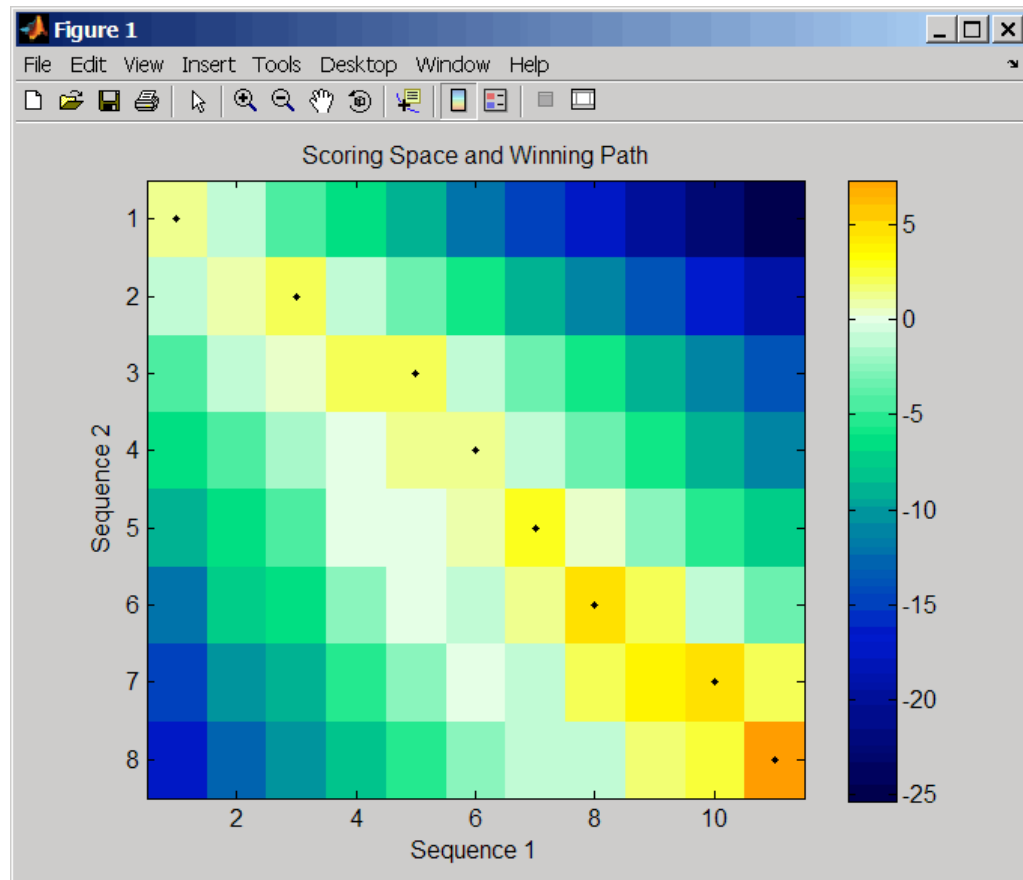 Figure 1
File Edit View Insert Tools Desktop Window Help
Scoring Space and Winning Path
1
2
3
4
5
6
7
8
Sequence 2
2 4 6 8 10
Sequence 1
5
0
-5
-10
-15
-20
-25